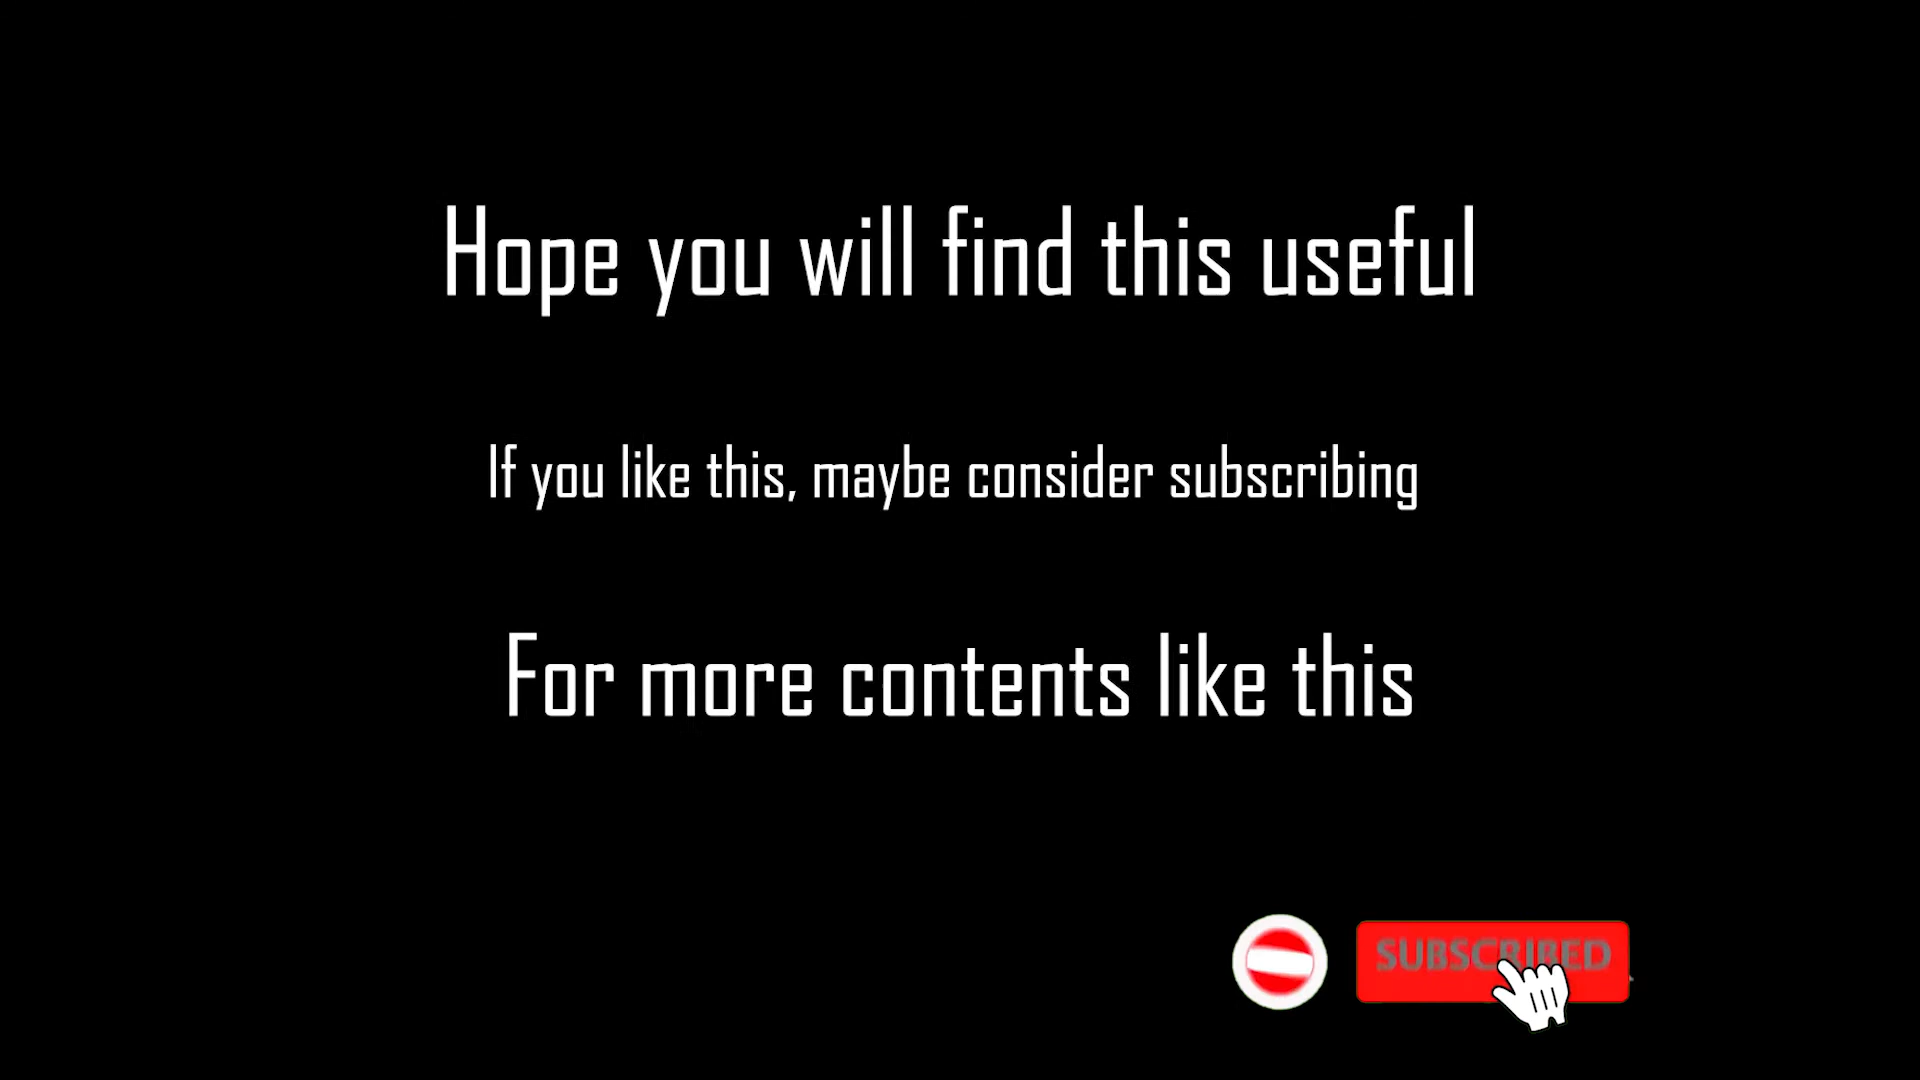 Hope you will find this useful
If you like this, maybe consider subscribing
For more contents like this
SUBSCRIBED